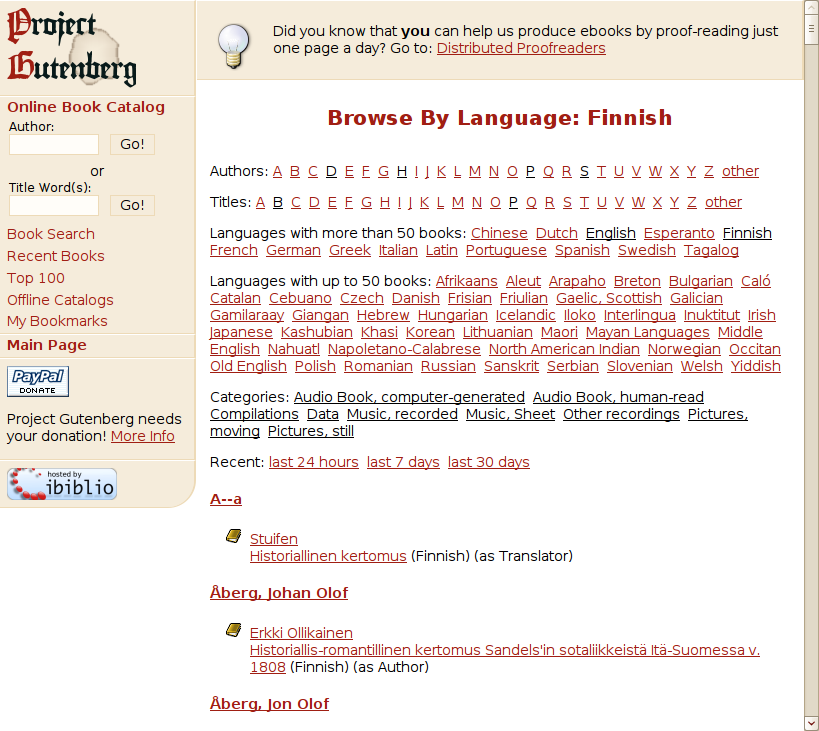 Project
Gutenberg
Online Book Catalog
Author:
Go!
or
Title Word(s):
Go!
Book Search
Recent Books
Top 100
Offline Catalogs
My Bookmarks
Main Page
PayPal
DONATE
Project Gutenberg needs
your donation! More Info
hosted by
ibiblio
Did you know that you can help us produce ebooks by proof-reading just
one page a day? Go to: Distributed Proofreaders
Browse By Language: Finnish
Authors: A B C D E F G H I J K L M N O P Q R S T U V W X Y Z other
Titles: A B C D E F G H I J K L M N O P Q R S T U V W X Y Z other
Languages with more than 50 books: Chinese Dutch English Esperanto Finnish
French German Greek Italian Latin Portuguese Spanish Swedish Tagalog
Languages with up to 50 books: Afrikaans Aleut Arapaho Breton Bulgarian Caló
Catalan Cebuano Czech Danish Frisian Friulian Gaelic, Scottish Galician
Gamilaraay Giangan Hebrew Hungarian Icelandic Iloko Interlingua Inuktitut Irish
Japanese Kashubian Khasi Korean Lithuanian Maori Mayan Languages Middle
English Nahuatl Napoletano-Calabrese North American Indian Norwegian Occitan
Old English Polish Romanian Russian Sanskrit Serbian Slovenian Welsh Yiddish
Categories: Audio Book, computer-generated Audio Book, human-read
Compilations Data Music, recorded Music, Sheet Other recordings Pictures,
moving Pictures, still
Recent: last 24 hours last 7 days last 30 days
A--a
Stuifen
Historiallinen kertomus (Finnish) (as Translator)
Åberg, Johan Olof
Erkki Ollikainen
Historiallis-romantillinen kertomus Sandels'in sotaliikkeistä Itä-Suomessa v.
1808 (Finnish) (as Author)
Åberg, Jon Olof